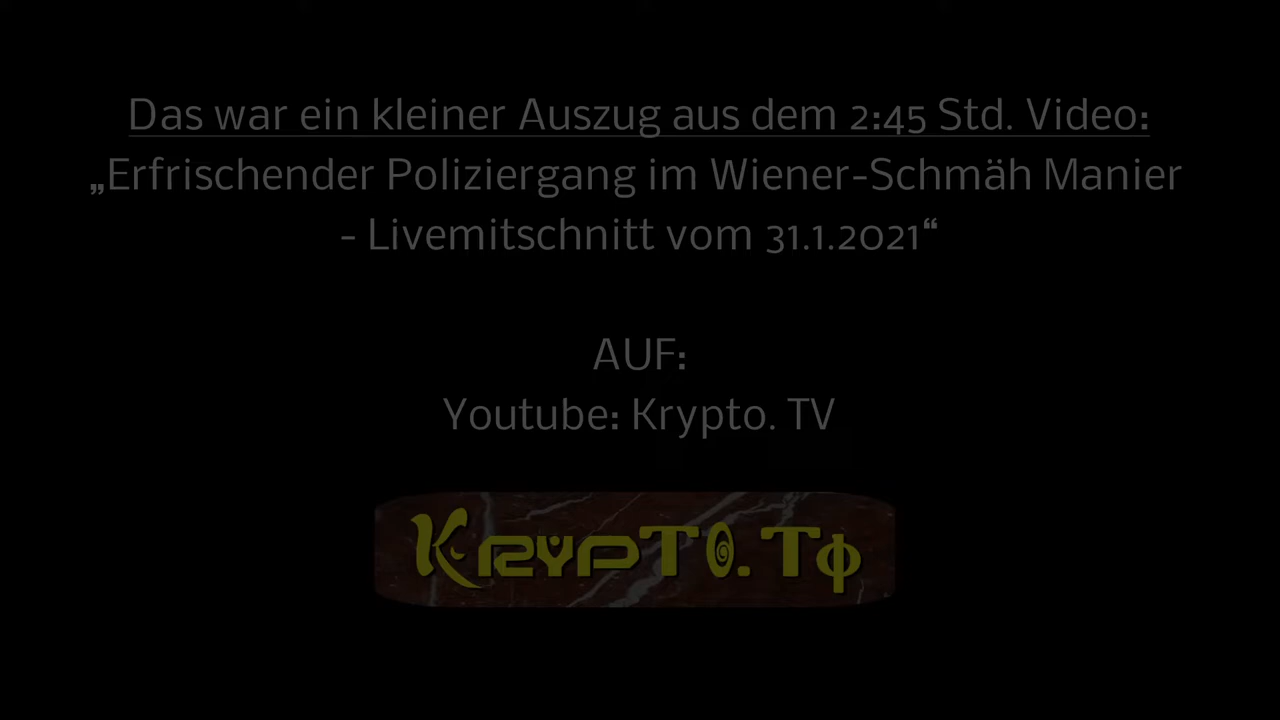 Das war ein kleiner Auszug aus dem 2:45 Std. Video:
„Erfrischender Poliziergang im Wiener-Schmäh Manier
- Livemitschnitt vom 31.1.2021“
AUF:
Youtube: Krypto. TV
KRYPTO.Tϕ